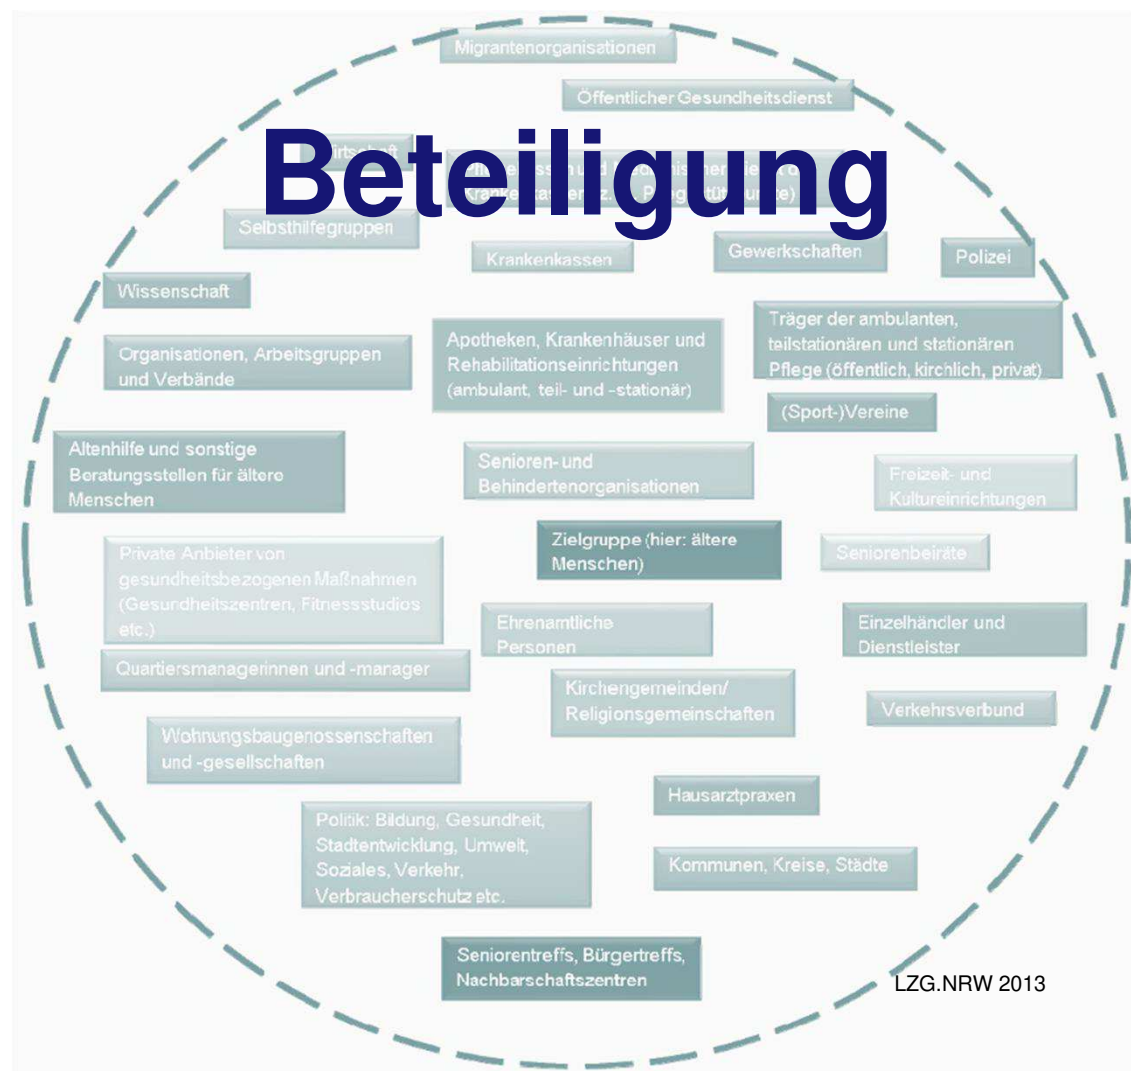 Migrantenorganisationen
Öffentlicher Gesundheitsdienst
Beteiligung
Selbsthilfegruppen
Krankenkassen
Gewerkschaften
Polizei
Wissenschaft
Organisationen, Arbeitsgruppen
und Verbände
Apotheken, Krankenhäuser und
Rehabilitationseinrichtungen
(ambulant, teil- und -stationär)
Träger der ambulanten,
teilstationären und stationären
Pflege (öffentlich, kirchlich, privat)
(Sport-)Vereine
Altenhilfe und sonstige
Beratungsstellen für ältere
Menschen
Senioren- und
Behindertenorganisationen
Freizeit- und
Kultureinrichtungen
Zielgruppe (hier: ältere
Menschen)
Seniorenbeiräte
Private Anbieter von
gesundheitsbezogenen Maßnahmen
(Gesundheitszentren, Fitnessstudios
etc.)
Ehrenamtliche
Personen
Einzelhändler und
Dienstleister
Quartiersmanagerinnen und -manager
Kirchengemeinden/
Religionsgemeinschaften
Verkehrsverbund
Wohnungsbaugenossenschaften
und -gesellschaften
Hausarztpraxen
Politik: Bildung, Gesundheit,
Stadtentwicklung, Umwelt,
Soziales, Verkehr,
Verbraucherschutz etc.
Kommunen, Kreise, Städte
Seniorentreffs, Bürgertreffs,
Nachbarschaftszentren
LZG.NRW 2013